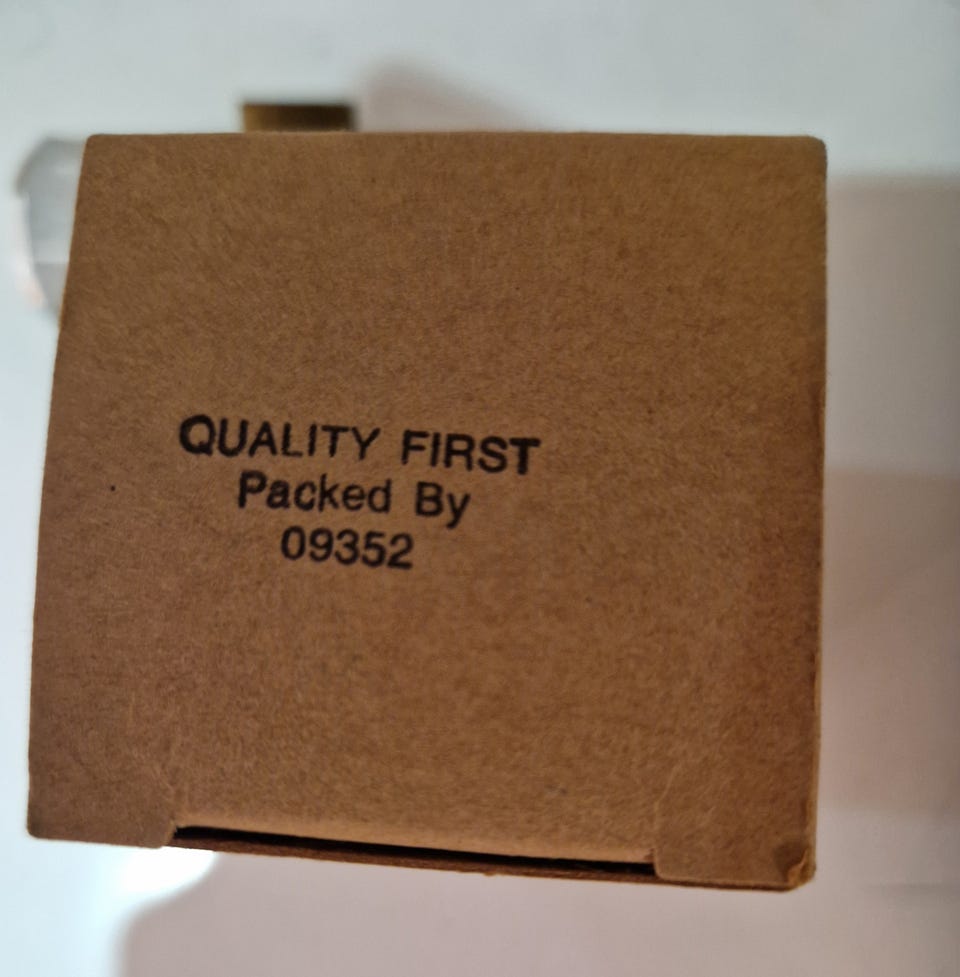 QUALITY FIRST
Packed By
09352